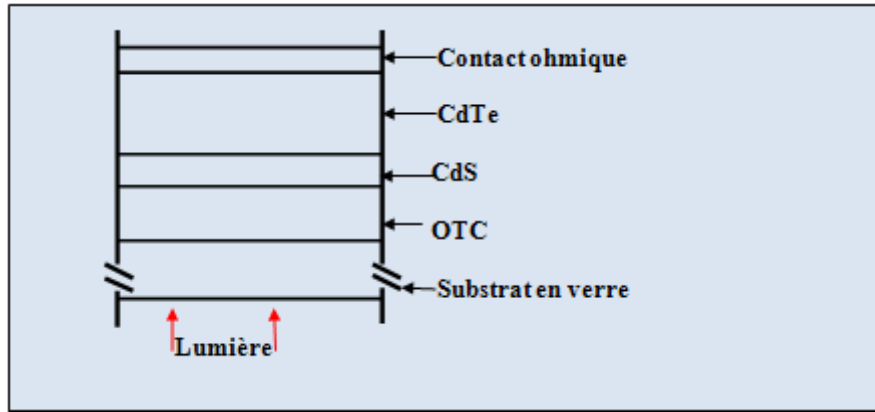 Contact ohmique
CdTe
CdS
OTC
Substrat en verre
Lumière